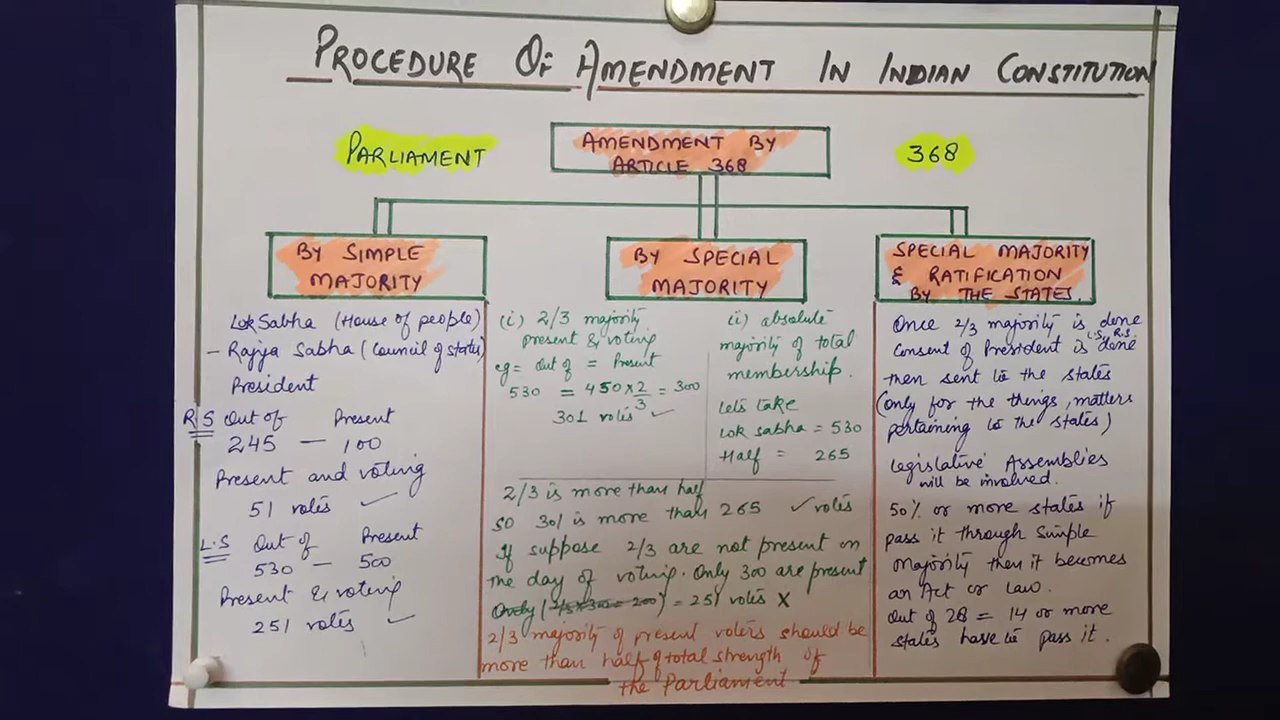 PROCEDURE OF AMENDMENT IN INDIAN CONSTITUTION
PARLIAMENT
AMENDMENT BY
ARTICLE 368
368
BY SIMPLE
MAJORITY
Lok Sabha (House of people)
- Rajya Sabha (Council of states)
President
R S Out of Present
245 — 100
Present and voting
51 votes ✓
L.S Out of Present
530 — 500
Present & voting
251 votes ✓
BY SPECIAL
MAJORITY
(i) 2/3 majority
present & voting
eg = Out of = Present
530 = 450 x 2/3 = 300
301 votes ✓
(ii) absolute
majority of total
membership.
Lets take
Lok sabha = 530
Half = 265
2/3 is more than half
so 301 is more than 265 ✓ votes
If suppose 2/3 are not present on
the day of voting. Only 300 are present
Only (2/3 x 300 = 200) = 251 votes X
2/3 majority of present voters should be
more than half of total strength of
the Parliament
SPECIAL MAJORITY
& RATIFICATION
BY THE STATES.
Once 2/3 majority is done
L.S, R.S
Consent of President is done
then sent to the states
(only for the things, matters
pertaining to the states)
Legislative Assemblies
will be involved.
50% or more states if
pass it through Simple
Majority then it becomes
an Act or Law.
Out of 28 = 14 or more
states have to pass it.